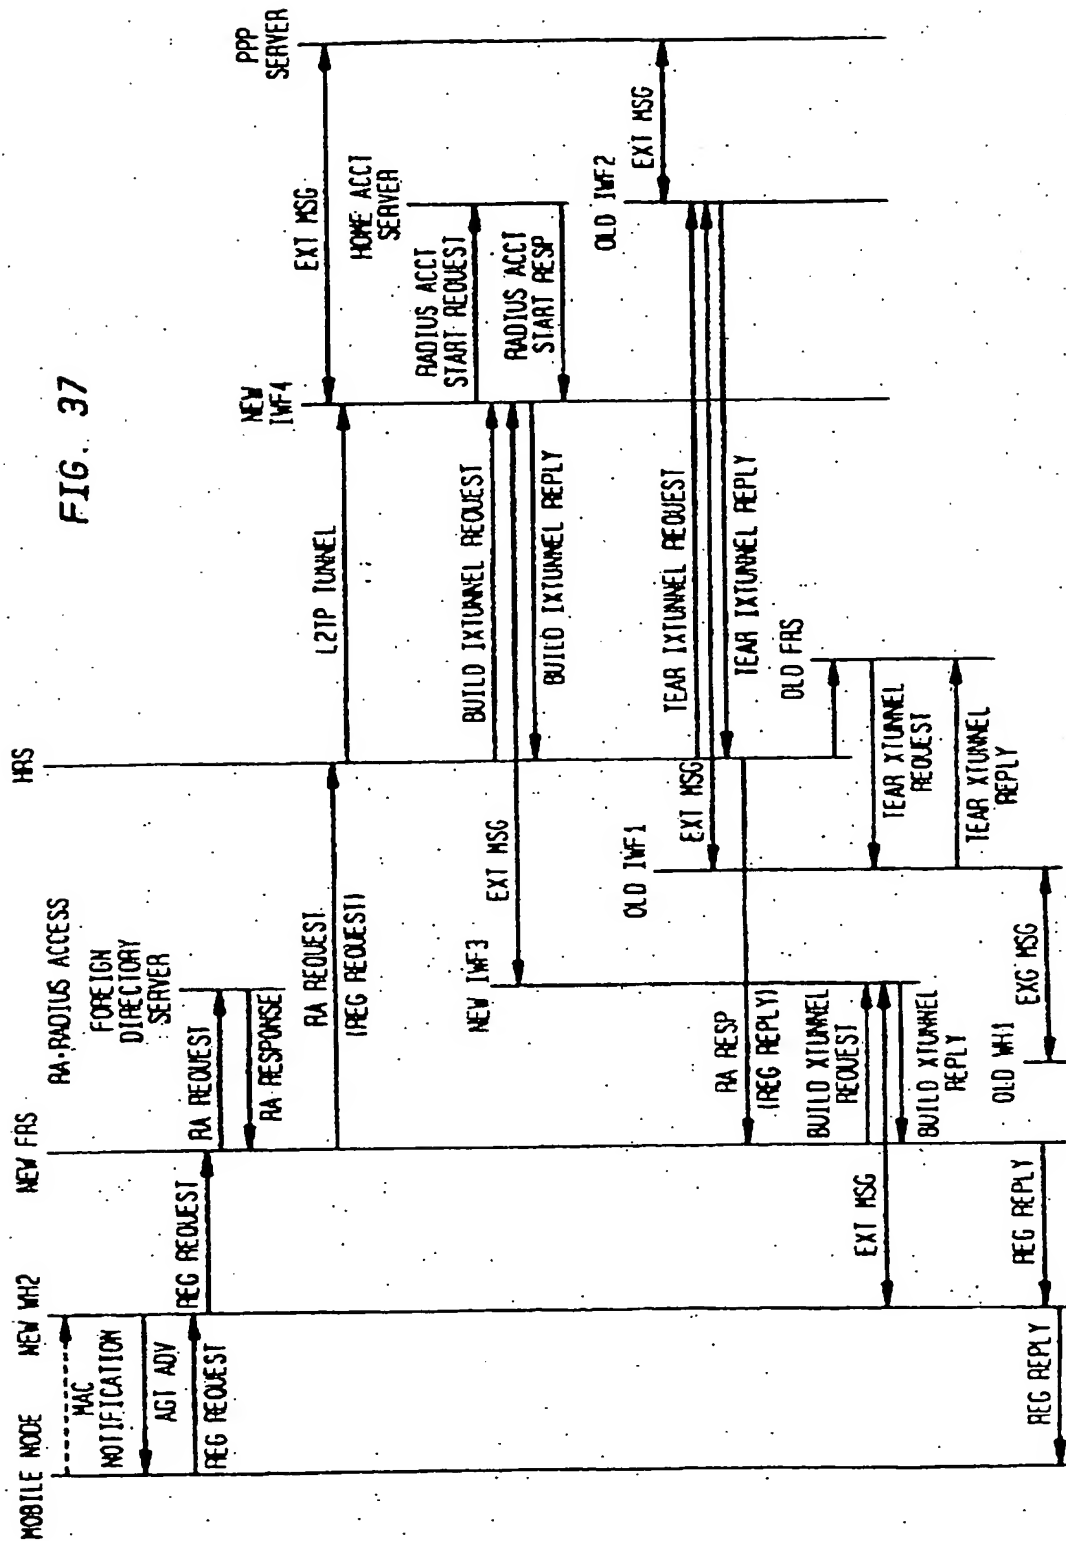 FIG. 37
MOBILE NODE
NEW WH2
NEW FRS
RA-RADIUS ACCESS
HRS
MAC
NOTIFICATION
AGT ADV
REG REQUEST
REG REQUEST
FOREIGN
DIRECTORY
SERVER
RA REQUEST
RA RESPONSE)
RA REQUEST
(REG REQUEST)
L2TP TUNNEL
NEW
IWF4
EXT MSG
PPP
SERVER
HOME ACCT
SERVER
RADIUS ACCT
START REQUEST
RADIUS ACCT
START RESP
BUILD IXTUNNEL REQUEST
BUILD IXTUNNEL REPLY
NEW IWF3
EXT MSG
OLD IWF2
EXT MSG
TEAR IXTUNNEL REQUEST
TEAR IXTUNNEL REPLY
OLD IWF1
EXT MSG
RA RESP
(REG REPLY)
OLD FRS
TEAR XTUNNEL
REQUEST
TEAR XTUNNEL
REPLY
BUILD XTUNNEL
REQUEST
BUILD XTUNNEL
REPLY
EXT MSG
OLD WH1
EXG MSG
REG REPLY
REG REPLY